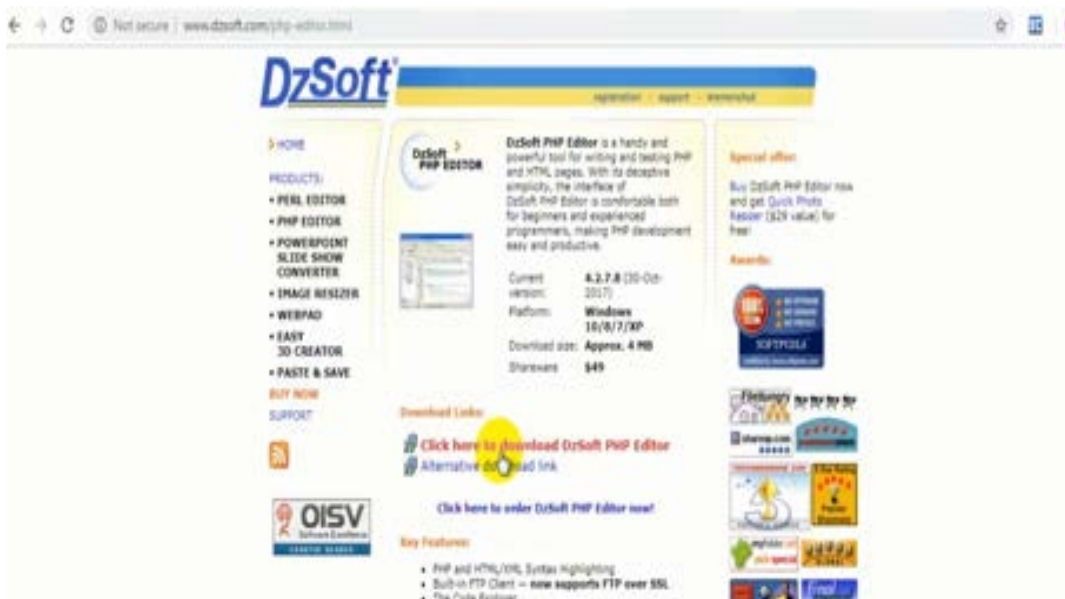 Not secure | www.dzsoft.com/php-editor.html
DzSoft
registration - support - screenshot
HOME
PRODUCTS:
• PERL EDITOR
• PHP EDITOR
• POWERPOINT
SLIDE SHOW
CONVERTER
• IMAGE RESIZER
• WEBPAD
• EASY
3D CREATOR
• PASTE & SAVE
BUY NOW
SUPPORT
OISV
DzSoft
PHP EDITOR
DzSoft PHP Editor is a handy and
powerful tool for writing and testing PHP
and HTML pages. With its deceptive
simplicity, the interface of
DzSoft PHP Editor is comfortable both
for beginners and experienced
programmers, making PHP development
easy and productive.
Current version: 4.2.7.8 (30-Oct-2017)
Platform: Windows 10/8/7/XP
Download size: Approx. 4 MB
Shareware $49
Download Links:
Click here to download DzSoft PHP Editor
Alternative download link
Click here to order DzSoft PHP Editor now!
Key Features:
• PHP and HTML/XML Syntax Highlighting
• Built-in FTP Client — now supports FTP over SSL
• The Code Explorer
Special offer:
Buy DzSoft PHP Editor now
and get Quick Photo
Resizer ($29 value) for
free!
Awards:
100%
SOFTPEDIA
FileHungry